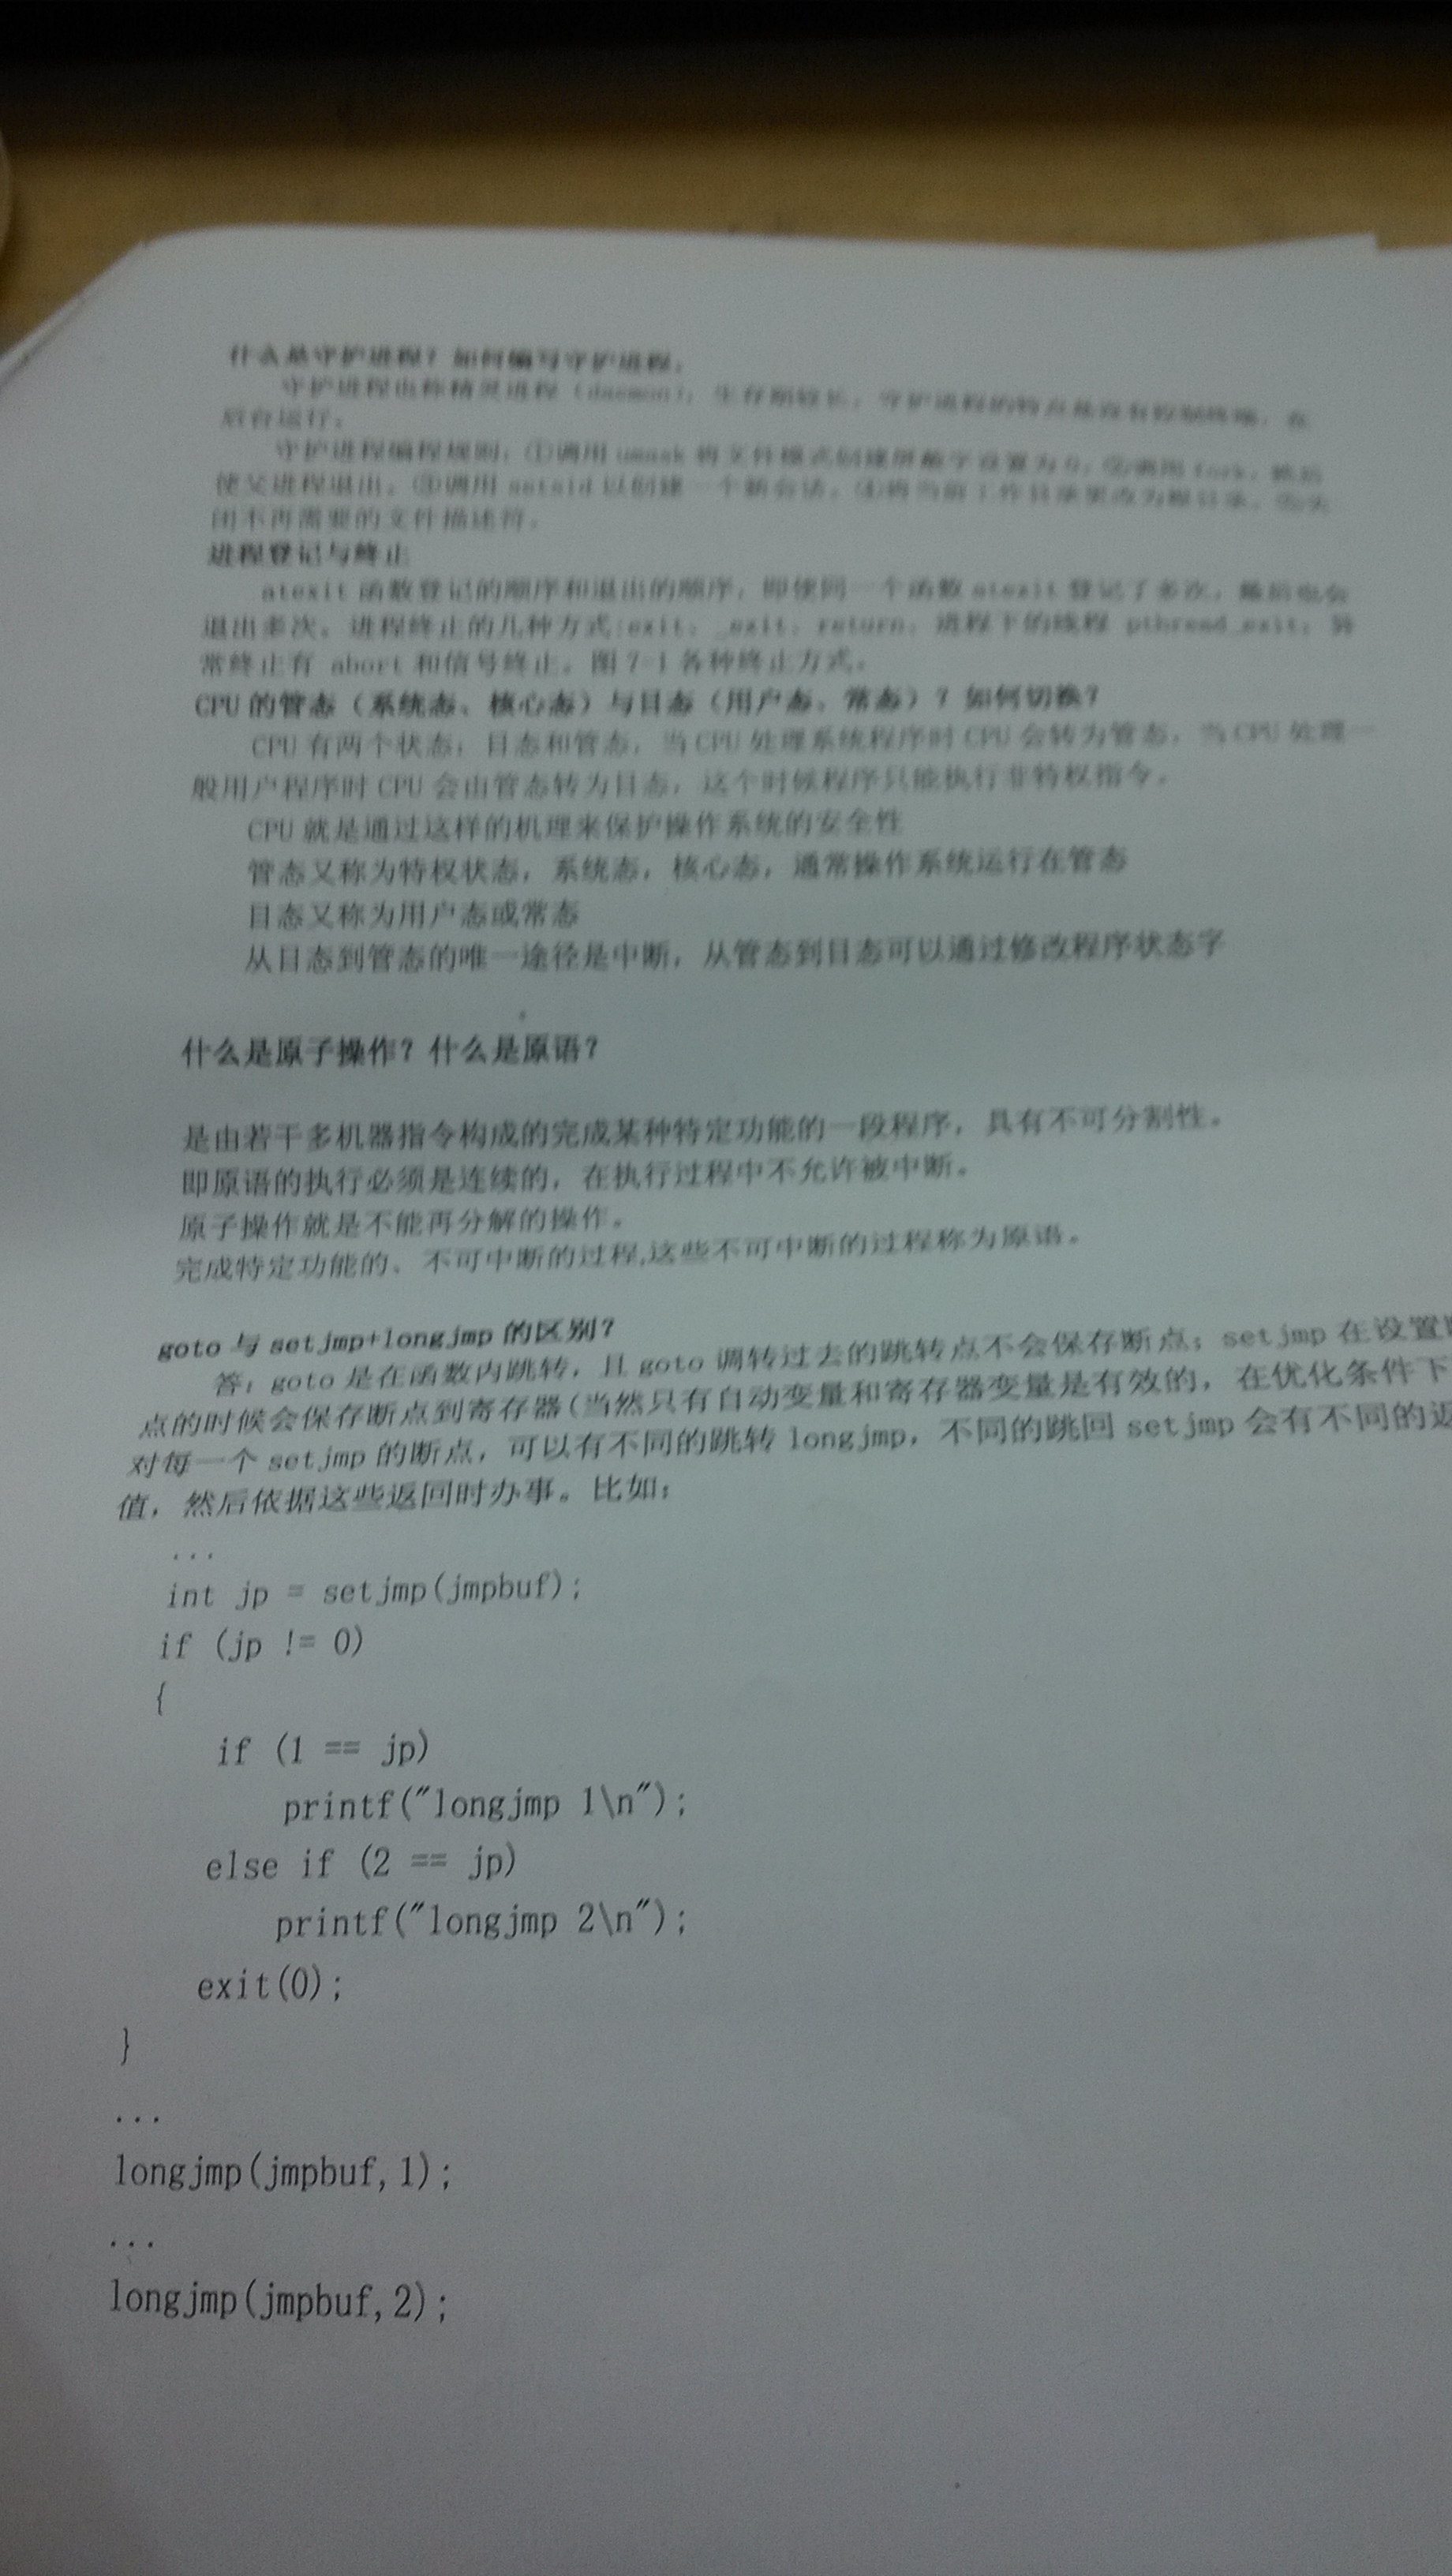 什么是守护进程？如何编写守护进程。
守护进程也称精灵进程（daemon），生存期较长，守护进程的特点是没有控制终端，在
后台运行。
守护进程编程规则：①调用 umask 将文件模式创建屏蔽字设置为 0，②调用 fork，然后
使父进程退出。③调用 setsid 以创建一个新会话。④将当前工作目录更改为根目录。⑤关
闭不再需要的文件描述符。
进程登记与终止
atexit 函数登记的顺序和退出的顺序，即使同一个函数 atexit 登记了多次，最后也会
退出多次。进程终止的几种方式:exit，_exit，return，进程下的线程 pthread_exit，异
常终止有 abort 和信号终止。图 7-1 各种终止方式。
CPU 的管态（系统态、核心态）与目态（用户态、常态）？如何切换？
CPU 有两个状态：目态和管态，当 CPU 处理系统程序时 CPU 会转为管态，当 CPU 处理一
般用户程序时 CPU 会由管态转为目态，这个时候程序只能执行非特权指令。
CPU 就是通过这样的机理来保护操作系统的安全性
管态又称为特权状态，系统态，核心态，通常操作系统运行在管态
目态又称为用户态或常态
从目态到管态的唯一途径是中断，从管态到目态可以通过修改程序状态字
什么是原子操作？什么是原语？
是由若干多机器指令构成的完成某种特定功能的一段程序，具有不可分割性。
即原语的执行必须是连续的，在执行过程中不允许被中断。
原子操作就是不能再分解的操作。
完成特定功能的、不可中断的过程,这些不可中断的过程称为原语。
goto 与 setjmp+longjmp 的区别？
答：goto 是在函数内跳转，且 goto 调转过去的跳转点不会保存断点；setjmp 在设置
点的时候会保存断点到寄存器(当然只有自动变量和寄存器变量是有效的，在优化条件下
对每一个 setjmp 的断点，可以有不同的跳转 longjmp，不同的跳回 setjmp 会有不同的返
值，然后依据这些返回时办事。比如：
...
int jp = setjmp(jmpbuf);
if (jp != 0)
{
if (1 == jp)
printf("longjmp 1\n");
else if (2 == jp)
printf("longjmp 2\n");
exit(0);
}
...
longjmp(jmpbuf,1);
...
longjmp(jmpbuf,2);